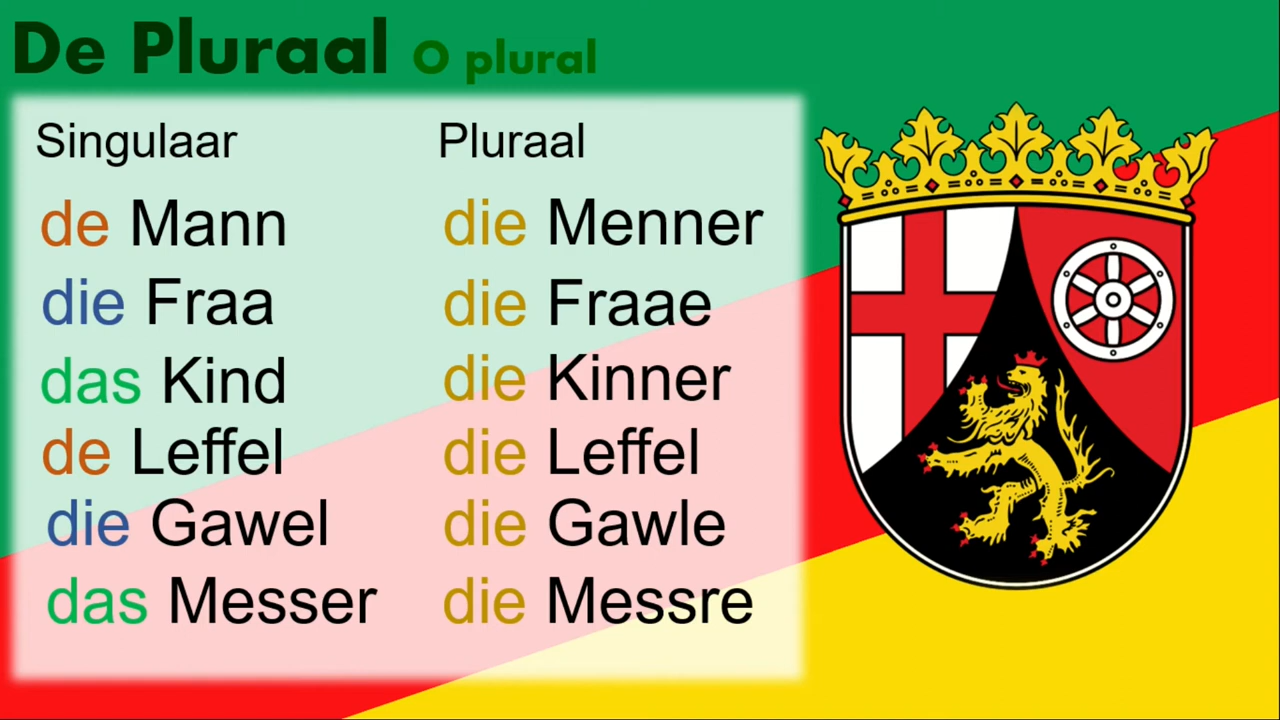 De Pluraal O plural
Singulaar Pluraal
de Mann die Menner
die Fraa die Fraae
das Kind die Kinner
de Leffel die Leffel
die Gawel die Gawle
das Messer die Messre